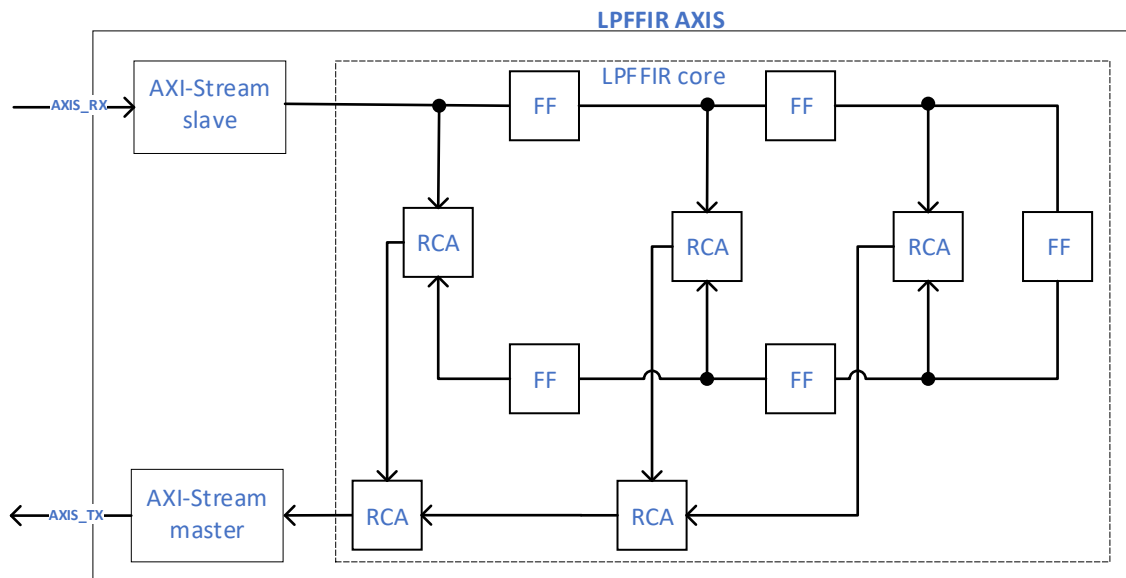 LPFFIR AXIS
LPFFIR core
AXIS_RX
AXI-Stream
slave
FF
FF
RCA
RCA
RCA
FF
FF
FF
AXIS_TX
AXI-Stream
master
RCA
RCA